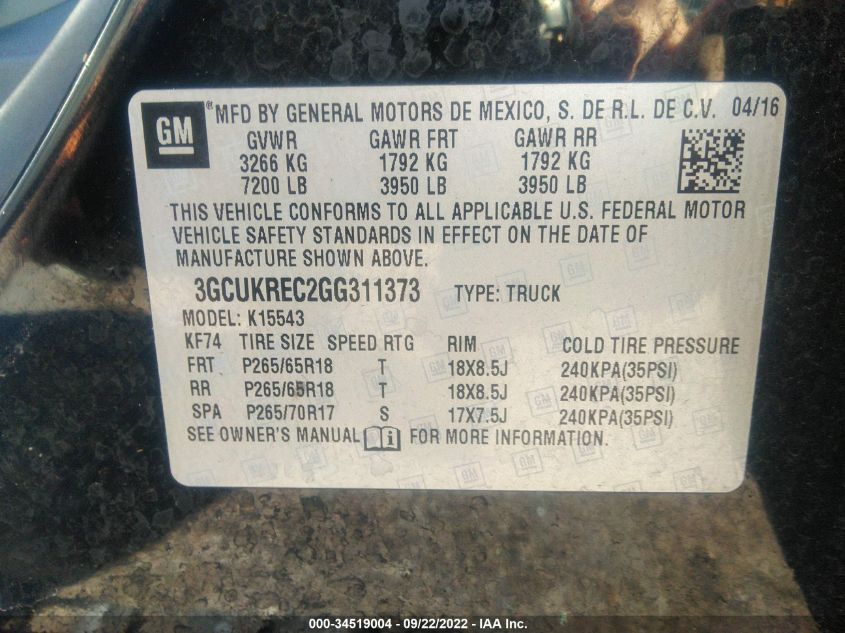 GM ® MFD BY GENERAL MOTORS DE MEXICO, S. DE R.L. DE C.V. 04/16
GVWR GAWR FRT GAWR RR
3266 KG 1792 KG 1792 KG
7200 LB 3950 LB 3950 LB
THIS VEHICLE CONFORMS TO ALL APPLICABLE U.S. FEDERAL MOTOR
VEHICLE SAFETY STANDARDS IN EFFECT ON THE DATE OF
MANUFACTURE SHOWN ABOVE.
3GCUKREC2GG311373 TYPE: TRUCK
MODEL: K15543
KF74 TIRE SIZE SPEED RTG RIM COLD TIRE PRESSURE
FRT P265/65R18 T 18X8.5J 240KPA(35PSI)
RR P265/65R18 T 18X8.5J 240KPA(35PSI)
SPA P265/70R17 S 17X7.5J 240KPA(35PSI)
SEE OWNER'S MANUAL FOR MORE INFORMATION.
000-34519004 - 09/22/2022 - IAA Inc.